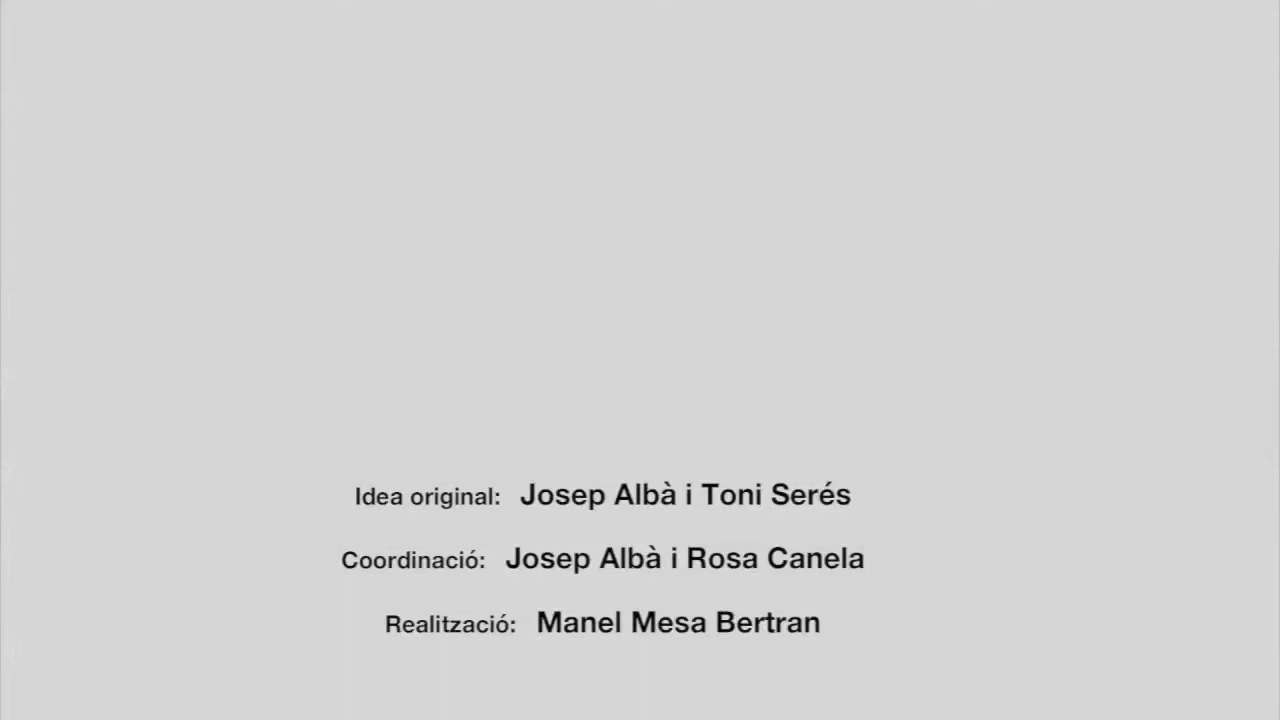 Idea original: Josep Albà i Toni Serés
Coordinació: Josep Albà i Rosa Canela
Realització: Manel Mesa Bertran